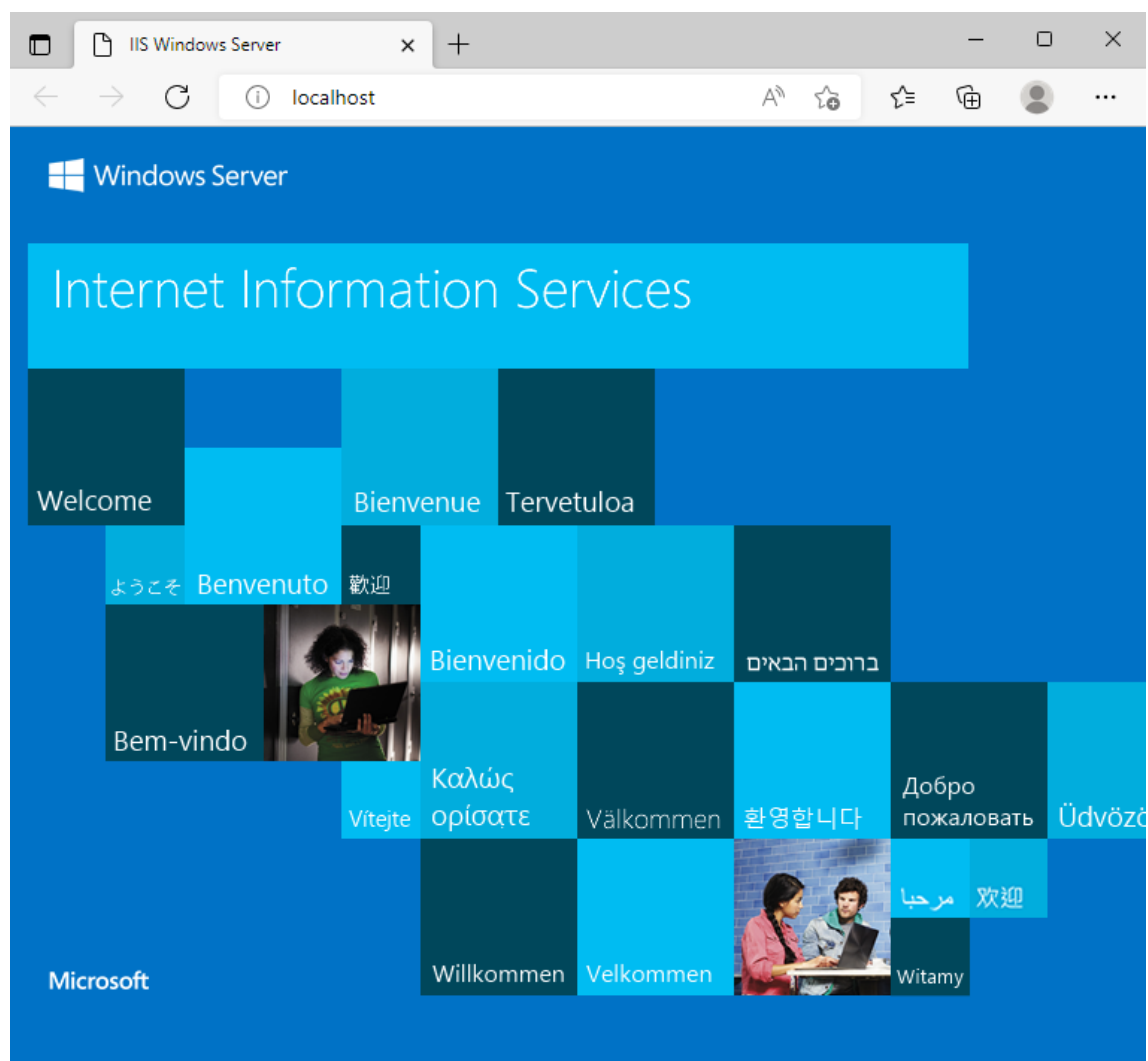 IIS Windows Server
localhost
Windows Server
Internet Information Services
Welcome
Bienvenue
Tervetuloa
ようこそ
Benvenuto
歡迎
Bienvenido
Hoş geldiniz
ברוכים הבאים
Bem-vindo
Vítejte
Καλώς
ορίσατε
Välkommen
환영합니다
Добро
пожаловать
مرحبا
欢迎
Willkommen
Velkommen
Witamy
Microsoft